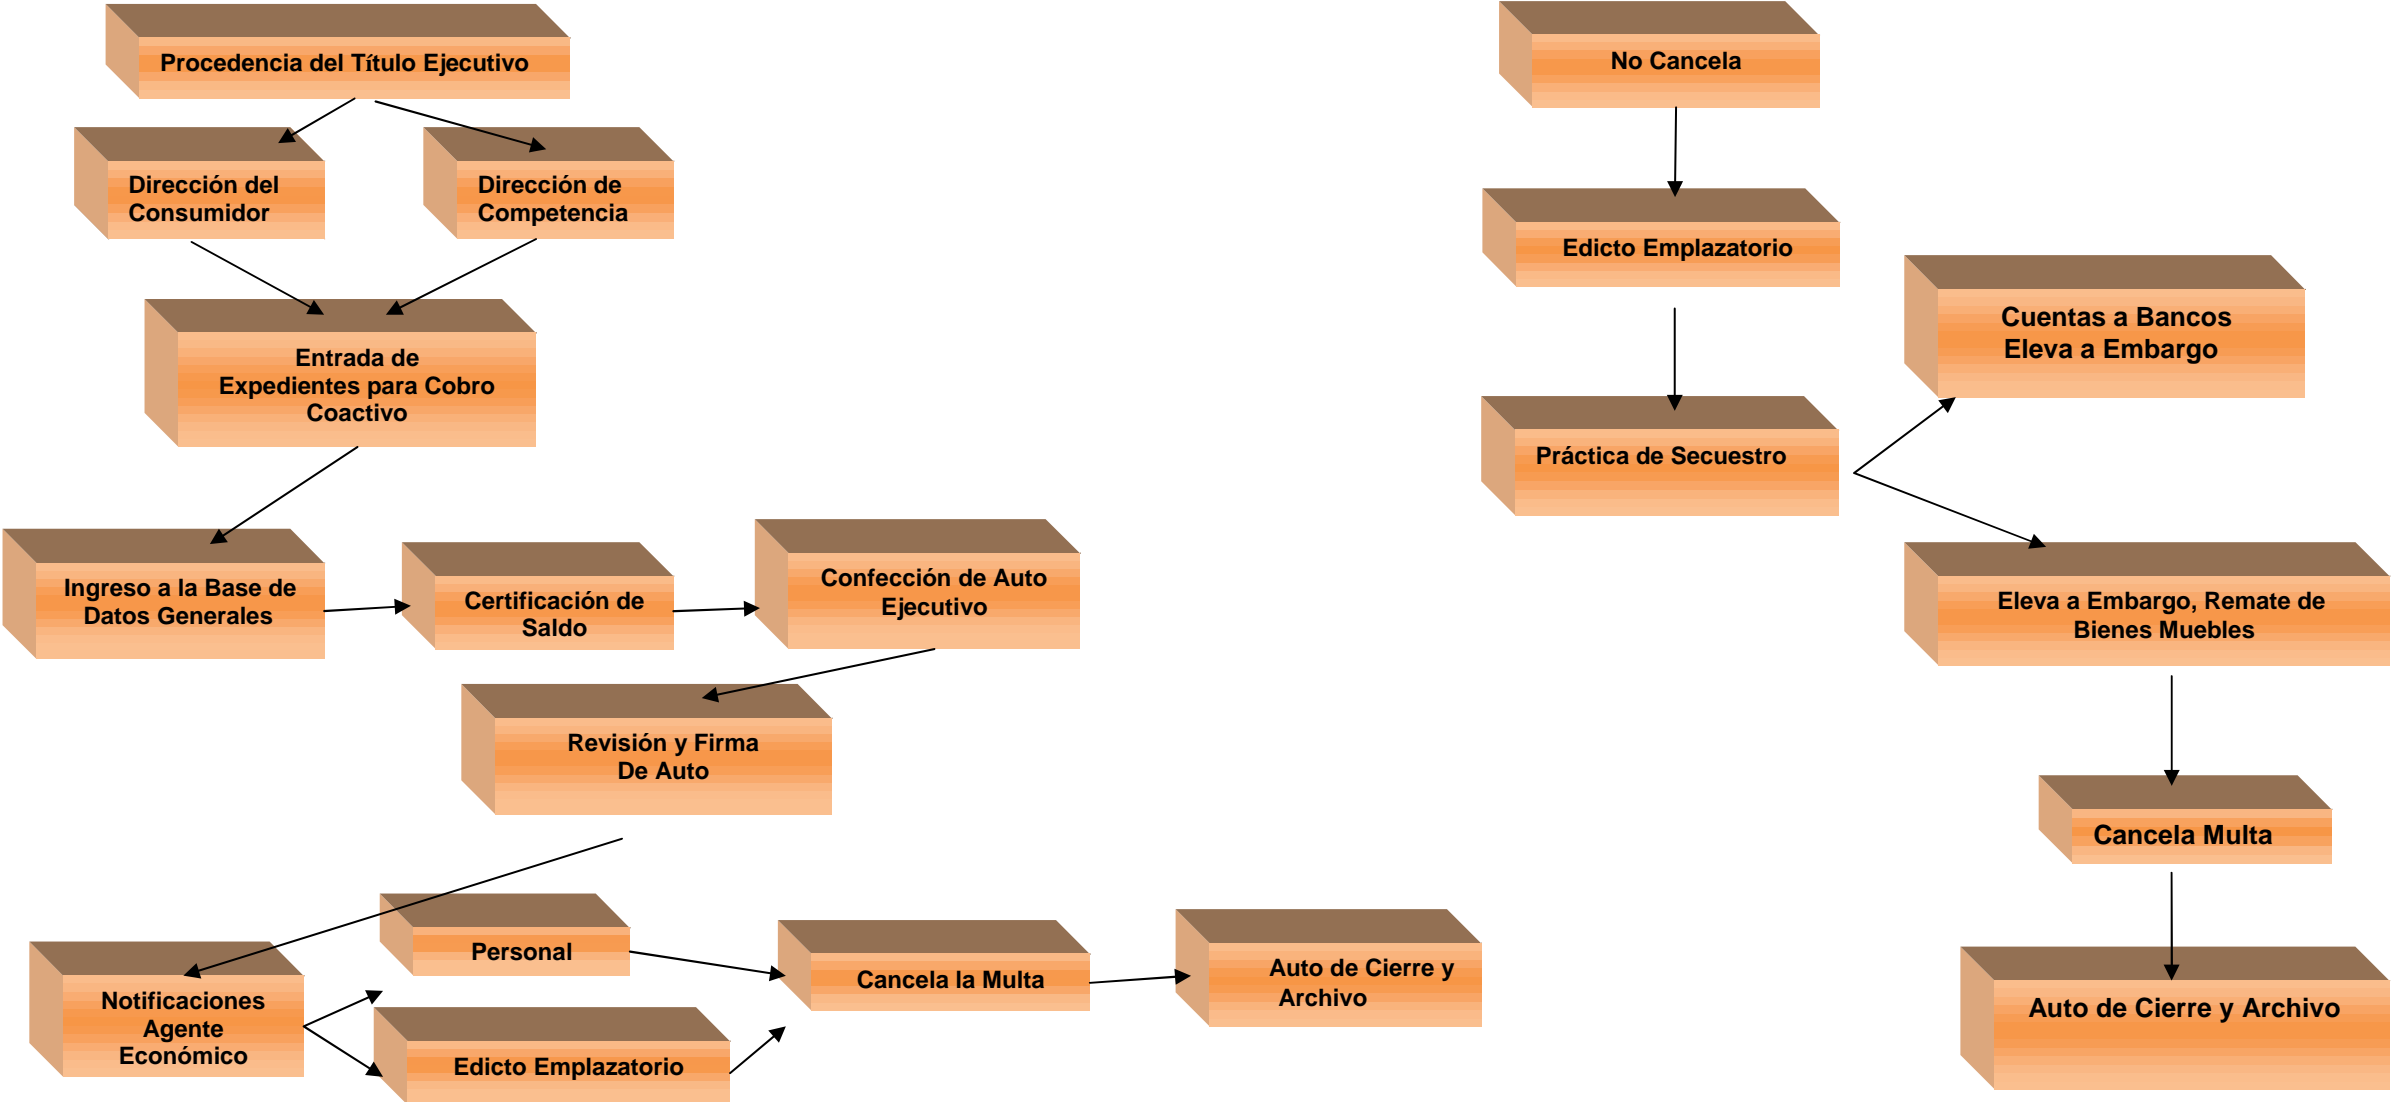 Procedencia del Título Ejecutivo
Dirección del
Consumidor
Dirección de
Competencia
Entrada de
Expedientes para Cobro
Coactivo
Ingreso a la Base de
Datos Generales
Certificación de
Saldo
Confección de Auto
Ejecutivo
Revisión y Firma
De Auto
Notificaciones
Agente
Económico
Personal
Edicto Emplazatorio
Cancela la Multa
Auto de Cierre y
Archivo
No Cancela
Edicto Emplazatorio
Práctica de Secuestro
Cuentas a Bancos
Eleva a Embargo
Eleva a Embargo, Remate de
Bienes Muebles
Cancela Multa
Auto de Cierre y Archivo